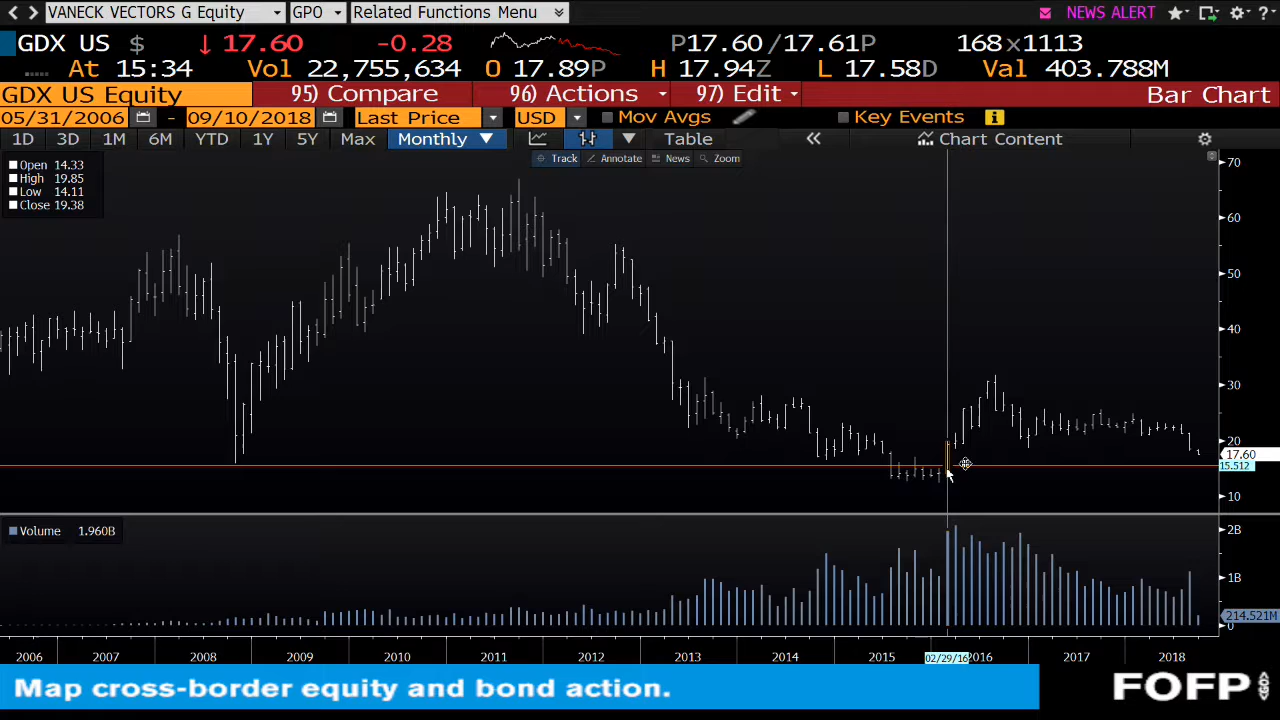 VANECK VECTORS G Equity GPO Related Functions Menu NEWS ALERT ?
GDX US $ ↓ 17.60 -0.28 P17.60 / 17.61P 168 x 1113
At 15:34 Vol 22,755,634 O 17.89P H 17.94Z L 17.58D Val 403.788M
GDX US Equity 95) Compare 96) Actions 97) Edit Bar Chart
05/31/2006 - 09/10/2018 Last Price USD Mov Avgs Key Events i
1D 3D 1M 6M YTD 1Y 5Y Max Monthly ▼ Table « Chart Content
Track Annotate News Zoom
Open 14.33
High 19.85
Low 14.11
Close 19.38
70
60
50
40
30
20
17.60
15.512
10
Volume 1.960B
2B
1B
214.521M
0
2006 2007 2008 2009 2010 2011 2012 2013 2014 2015 02/29/16 2016 2017 2018
Map cross-border equity and bond action.
FOFP